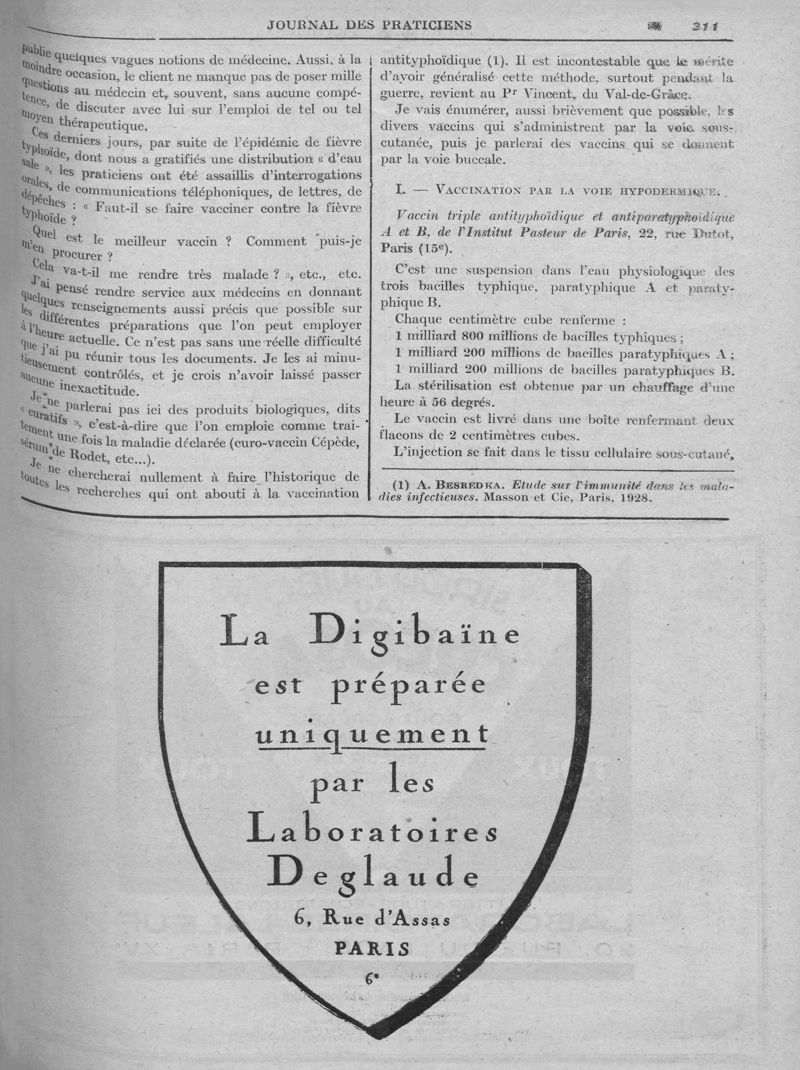 JOURNAL DES PRATICIENS
311
public quelques vagues notions de médecine. Aussi, à la
moindre occasion, le client ne manque pas de poser mille
questions au médecin et, souvent, sans aucune compé-
tence, de discuter avec lui sur l'emploi de tel ou tel
moyen thérapeutique.
Ces derniers jours, par suite de l'épidémie de fièvre
typhoïde, dont nous a gratifiés une distribution « d'eau
sale », les praticiens ont été assaillis d'interrogations
orales, de communications téléphoniques, de lettres, de
dépêches : « Faut-il se faire vacciner contre la fièvre
typhoïde ?
Quel est le meilleur vaccin ? Comment puis-je
m'en procurer ?
Cela va-t-il me rendre très malade ? », etc., etc.
J'ai pensé rendre service aux médecins en donnant
quelques renseignements aussi précis que possible sur
les différentes préparations que l'on peut employer
à l'heure actuelle. Ce n'est pas sans une réelle difficulté
que j'ai pu réunir tous les documents. Je les ai minu-
tieusement contrôlés, et je crois n'avoir laissé passer
aucune inexactitude.
Je ne parlerai pas ici des produits biologiques, dits
« curatifs », c'est-à-dire que l'on emploie comme trai-
tement une fois la maladie déclarée (curo-vaccin Cépède,
sérum de Rodet, etc...).
Je ne chercherai nullement à faire l'historique de
toutes les recherches qui ont abouti à la vaccination
antityphoïdique (1). Il est incontestable que le mérite
d'avoir généralisé cette méthode, surtout pendant la
guerre, revient au Pr Vincent, du Val-de-Grâce.
Je vais énumérer, aussi brièvement que possible, les
divers vaccins qui s'administrent par la voie sous-
cutanée, puis je parlerai des vaccins qui se donnent
par la voie buccale.
I. — VACCINATION PAR LA VOIE HYPODERMIQUE.
Vaccin triple antityphoïdique et antiparatyphoïdique
A et B, de l'Institut Pasteur de Paris, 22, rue Dutot,
Paris (15e).
C'est une suspension dans l'eau physiologique des
trois bacilles typhique, paratyphique A et paraty-
phique B.
Chaque centimètre cube renferme :
1 milliard 800 millions de bacilles typhiques ;
1 milliard 200 millions de bacilles paratyphiques A ;
1 milliard 200 millions de bacilles paratyphiques B.
La stérilisation est obtenue par un chauffage d'une
heure à 56 degrés.
Le vaccin est livré dans une boîte renfermant deux
flacons de 2 centimètres cubes.
L'injection se fait dans le tissu cellulaire sous-cutané,
(1) A. BESREDKA. Etude sur l'immunité dans les mala-
dies infectieuses. Masson et Cie, Paris, 1928.
La Digibaïne
est préparée
uniquement
par les
Laboratoires
Deglaude
6, Rue d'Assas
PARIS
6e